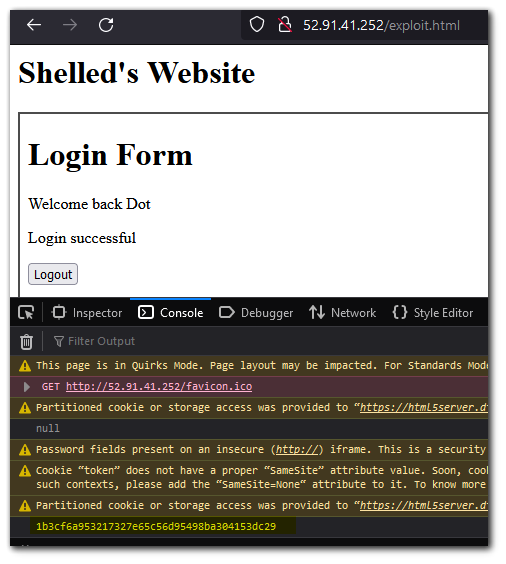 52.91.41.252/exploit.html
Shelled's Website
Login Form
Welcome back Dot
Login successful
Logout
Inspector Console Debugger Network Style Editor
Filter Output
This page is in Quirks Mode. Page layout may be impacted. For Standards Mode
GET http://52.91.41.252/favicon.ico
Partitioned cookie or storage access was provided to “https://html5server.d
null
Password fields present on an insecure (http://) iframe. This is a security
Cookie “token” does not have a proper “SameSite” attribute value. Soon, cook
such contexts, please add the “SameSite=None“ attribute to it. To know more
Partitioned cookie or storage access was provided to “https://html5server.d
1b3cf6a953217327e65c56d95498ba304153dc29